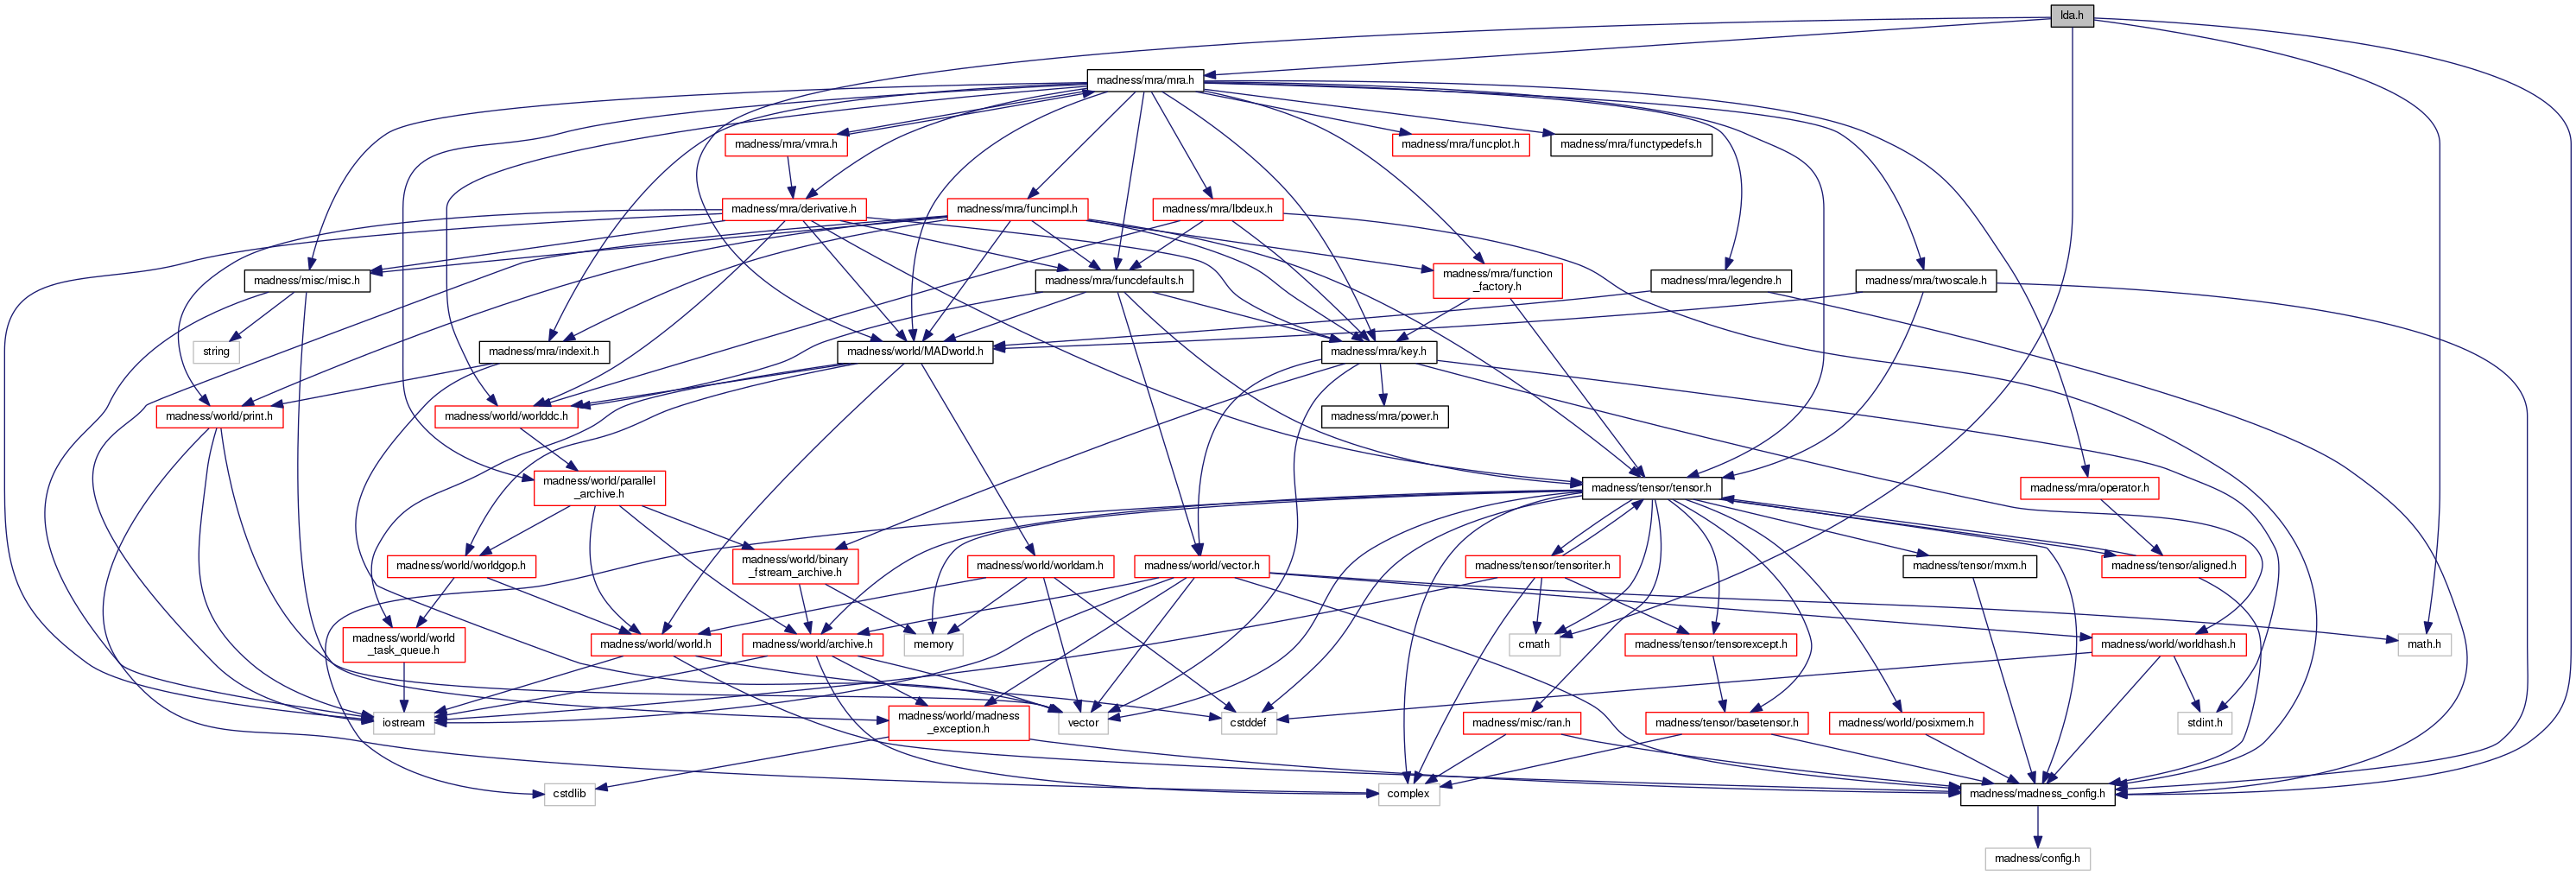 lda.h
madness/mra/mra.h
madness/mra/vmra.h
madness/mra/funcplot.h
madness/mra/functypedefs.h
madness/mra/derivative.h
madness/mra/funcimpl.h
madness/mra/lbdeux.h
madness/misc/misc.h
madness/mra/funcdefaults.h
madness/mra/function
_factory.h
madness/mra/legendre.h
madness/mra/twoscale.h
string
madness/mra/indexit.h
madness/world/MADworld.h
madness/mra/key.h
madness/world/print.h
madness/world/worlddc.h
madness/mra/power.h
madness/world/parallel
_archive.h
madness/tensor/tensor.h
madness/mra/operator.h
madness/world/worldgop.h
madness/world/binary
_fstream_archive.h
madness/world/worldam.h
madness/world/vector.h
madness/tensor/tensoriter.h
madness/tensor/mxm.h
madness/tensor/aligned.h
madness/world/world
_task_queue.h
madness/world/world.h
madness/world/archive.h
memory
cmath
madness/tensor/tensorexcept.h
madness/world/worldhash.h
math.h
iostream
madness/world/madness
_exception.h
vector
cstddef
madness/misc/ran.h
madness/tensor/basetensor.h
madness/world/posixmem.h
stdint.h
cstdlib
complex
madness/madness_config.h
madness/config.h